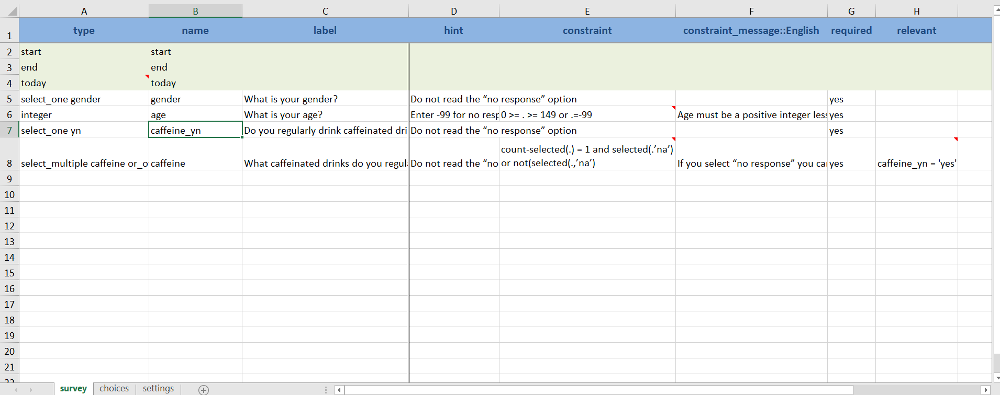 A B C D E F G H
1 type name label hint constraint constraint_message::English required relevant
2 start start
3 end end
4 today today
5 select_one gender gender What is your gender? Do not read the “no response” option yes
6 integer age What is your age? Enter -99 for no resp 0 >= . >= 149 or .=-99 Age must be a positive integer less yes
7 select_one yn caffeine_yn Do you regularly drink caffeinated dri Do not read the “no response” option yes
count-selected(.) = 1 and selected(.’na’)
8 select_multiple caffeine or_o caffeine What caffeinated drinks do you regul Do not read the “no or not(selected(.,’na’) If you select “no response” you can yes caffeine_yn = 'yes'
9
10
11
12
13
14
15
16
17
18
19
20
21
22
survey choices settings